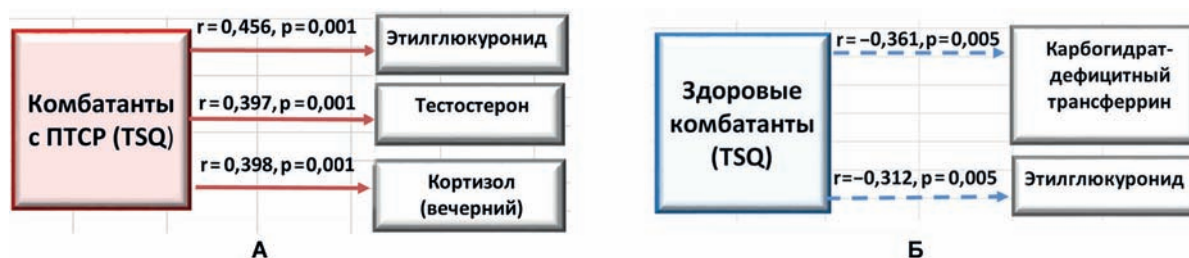 r = 0,456, p = 0,001
Этилглюкуронид
Комбатанты
с ПТСР (TSQ)
r = 0,397, p = 0,001
Тестостерон
r = 0,398, p = 0,001
Кортизол
(вечерний)
А
Здоровые
комбатанты
(TSQ)
r = −0,361, p = 0,005
Карбогидрат-
дефицитный
трансферрин
r=−0,312, p = 0,005
Этилглюкуронид
Б